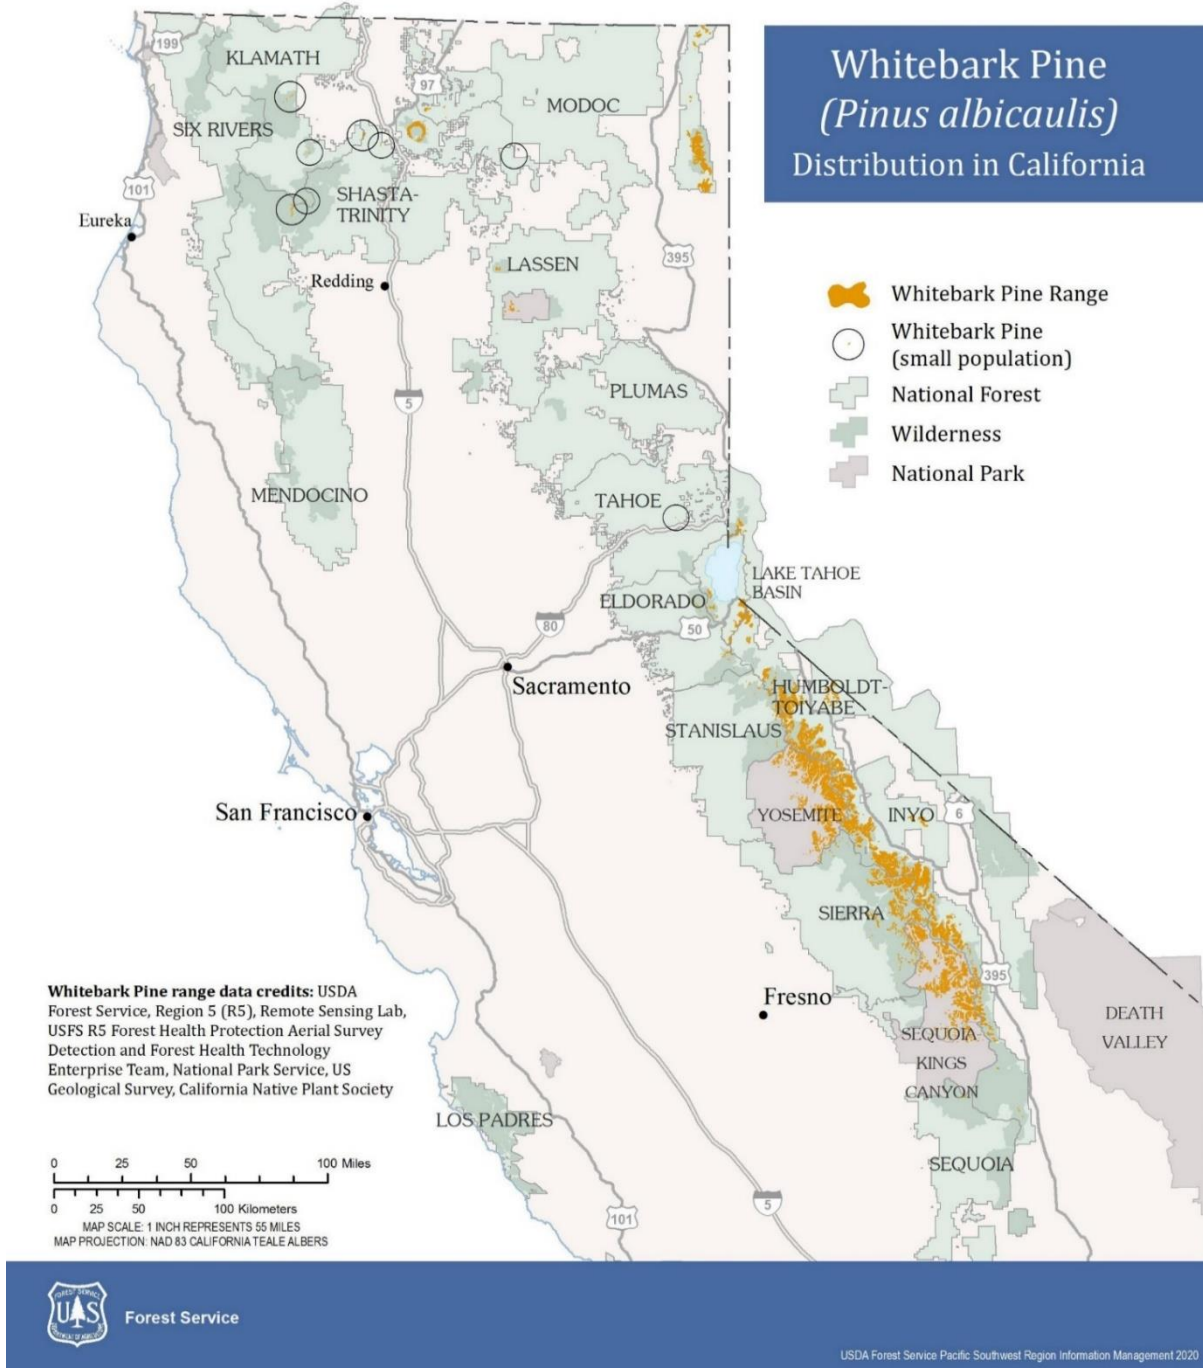 Whitebark Pine
(Pinus albicaulis)
Distribution in California
199
KLAMATH
97
MODOC
SIX RIVERS
101
SHASTA-
TRINITY
Eureka
395
LASSEN
Redding
Whitebark Pine Range
Whitebark Pine
(small population)
National Forest
Wilderness
National Park
PLUMAS
5
MENDOCINO
TAHOE
LAKE TAHOE
BASIN
ELDORADO
80
50
Sacramento
HUMBOLDT-
TOIYABE
STANISLAUS
San Francisco
YOSEMITE
INYO
6
SIERRA
395
Fresno
SEQUOIA
KINGS
CANYON
DEATH
VALLEY
Whitebark Pine range data credits: USDA
Forest Service, Region 5 (R5), Remote Sensing Lab,
USFS R5 Forest Health Protection Aerial Survey
Detection and Forest Health Technology
Enterprise Team, National Park Service, US
Geological Survey, California Native Plant Society
LOS PADRES
SEQUOIA
0 25 50 100 Miles
0 25 50 100 Kilometers
MAP SCALE: 1 INCH REPRESENTS 55 MILES
MAP PROJECTION: NAD 83 CALIFORNIA TEALE ALBERS
101
5
FOREST SERVICE
U S
DEPARTMENT OF AGRICULTURE
Forest Service
USDA Forest Service Pacific Southwest Region Information Management 2020